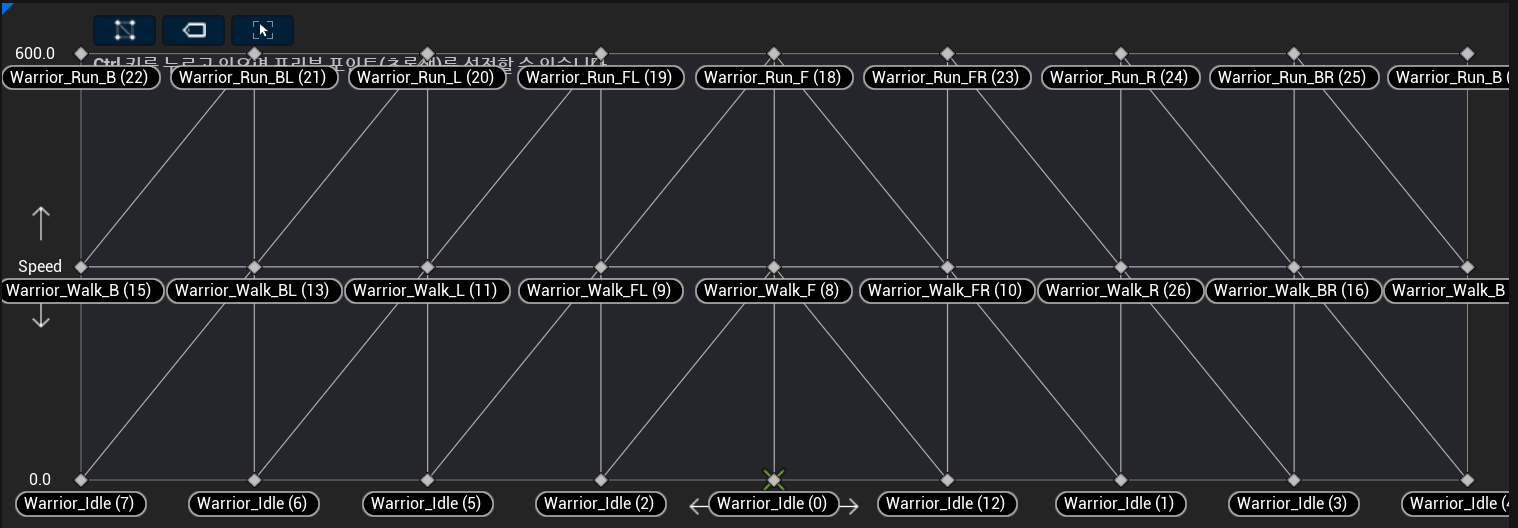 600.0
Ctrl 키를 누르고 있으면 프리뷰 포인트(초록색)를 설정할 수 있습니다.
Warrior_Run_B (22) Warrior_Run_BL (21) Warrior_Run_L (20) Warrior_Run_FL (19) Warrior_Run_F (18) Warrior_Run_FR (23) Warrior_Run_R (24) Warrior_Run_BR (25) Warrior_Run_B (
Speed
Warrior_Walk_B (15) Warrior_Walk_BL (13) Warrior_Walk_L (11) Warrior_Walk_FL (9) Warrior_Walk_F (8) Warrior_Walk_FR (10) Warrior_Walk_R (26) Warrior_Walk_BR (16) Warrior_Walk_B
0.0
Warrior_Idle (7) Warrior_Idle (6) Warrior_Idle (5) Warrior_Idle (2) Warrior_Idle (0) Warrior_Idle (12) Warrior_Idle (1) Warrior_Idle (3) Warrior_Idle (